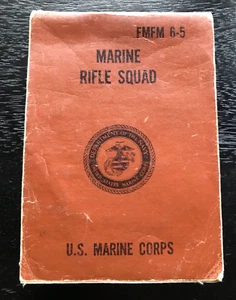 FMFM 6-5
MARINE
RIFLE SQUAD
U.S. MARINE CORPS